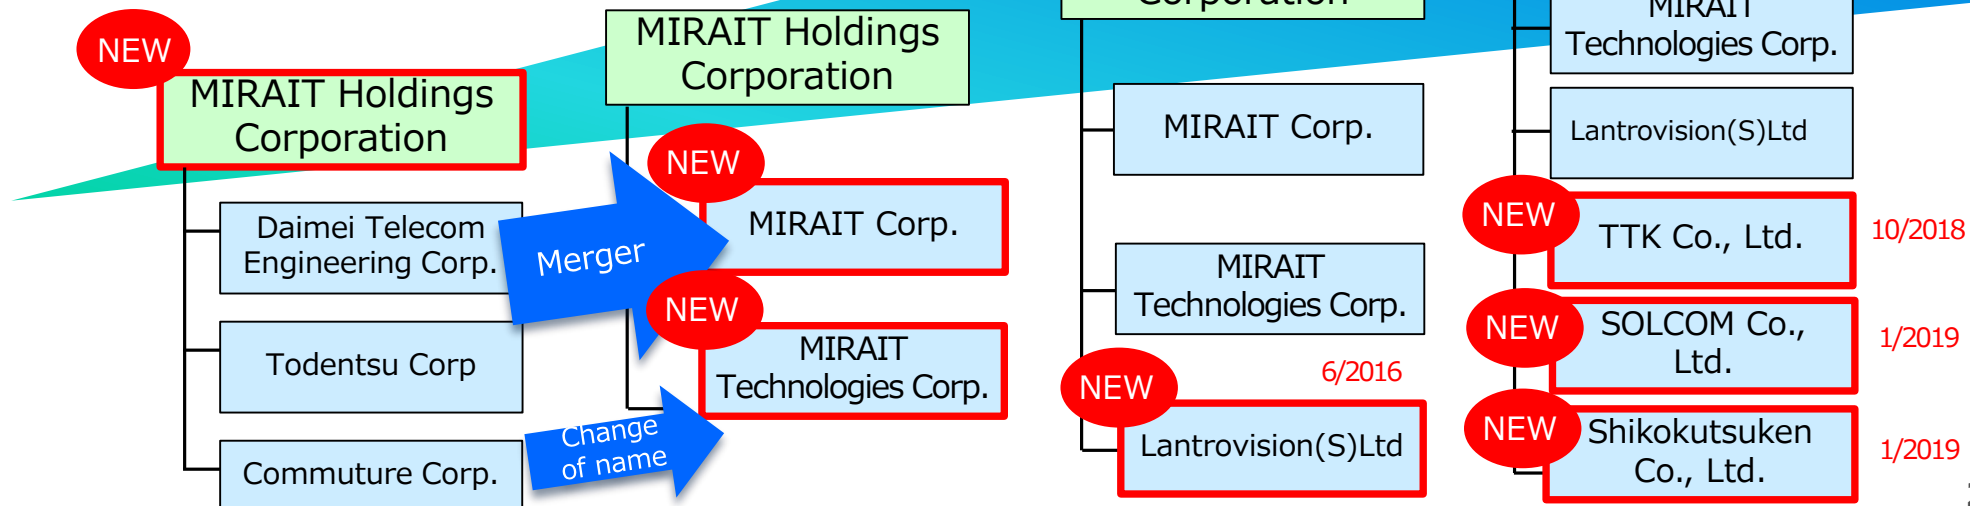 NEW
MIRAIT Holdings
Corporation
Daimei Telecom
Engineering Corp.
Todentsu Corp
Commuture Corp.
Merger
Change
of name
MIRAIT Holdings
Corporation
NEW
MIRAIT Corp.
NEW
MIRAIT
Technologies Corp.
Corporation
MIRAIT Corp.
MIRAIT
Technologies Corp.
6/2016
NEW
Lantrovision(S)Ltd
MIRAIT
Technologies Corp.
Lantrovision(S)Ltd
NEW
TTK Co., Ltd.
10/2018
NEW
SOLCOM Co.,
Ltd.
1/2019
NEW
Shikokutsuken
Co., Ltd.
1/2019